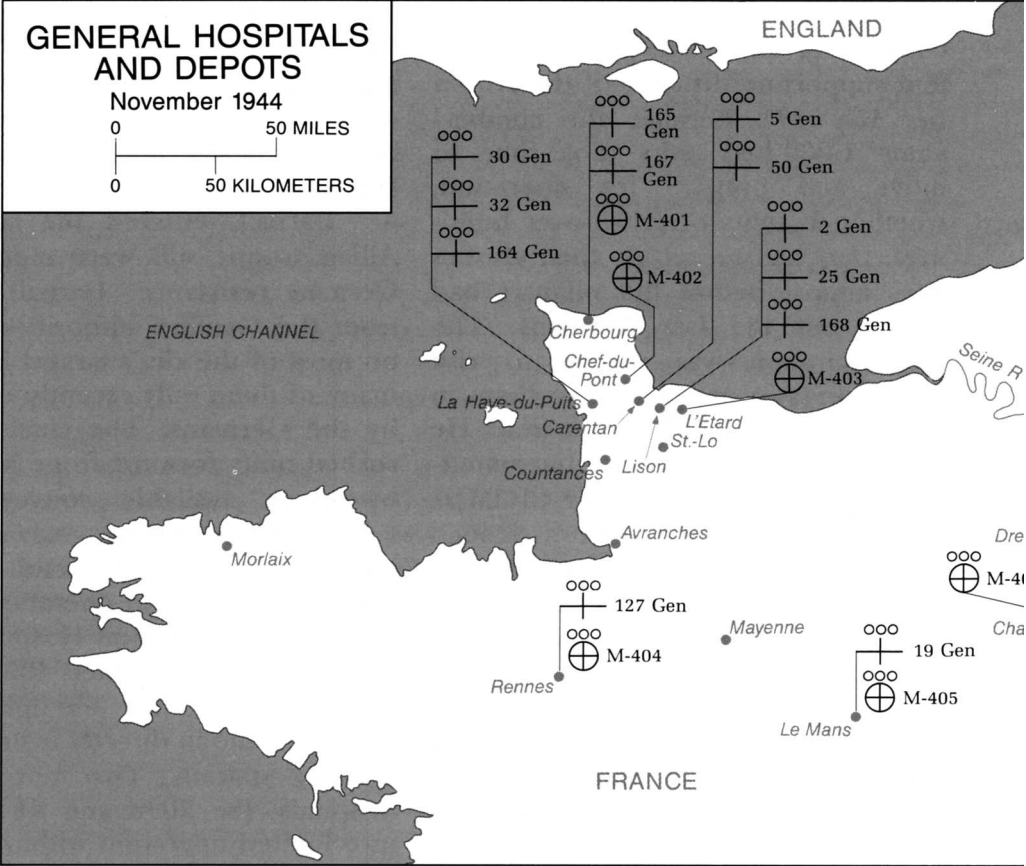 GENERAL HOSPITALS
AND DEPOTS
November 1944
0 50 MILES
0 50 KILOMETERS
ENGLAND
ENGLISH CHANNEL
30 Gen
32 Gen
164 Gen
165
Gen
167
Gen
M-401
M-402
5 Gen
50 Gen
2 Gen
25 Gen
168 Gen
M-403
Cherbourg
Chef-du-
Pont
La Haye-du-Puits
Carentan
L'Etard
St.-Lo
Lison
Countances
Seine R
Avranches
Morlaix
127 Gen
M-404
Rennes
Mayenne
Dre
M-40
Cha
19 Gen
M-405
Le Mans
FRANCE